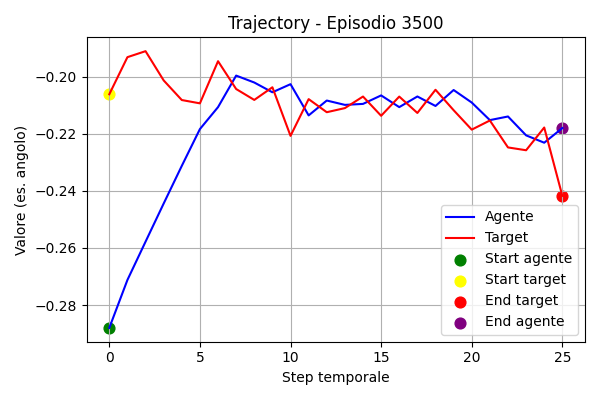 Trajectory - Episodio 3500
Valore (es. angolo)
−0.20
−0.22
−0.24
−0.26
−0.28
0
5
10
15
20
25
Step temporale
Agente
Target
Start agente
Start target
End target
End agente